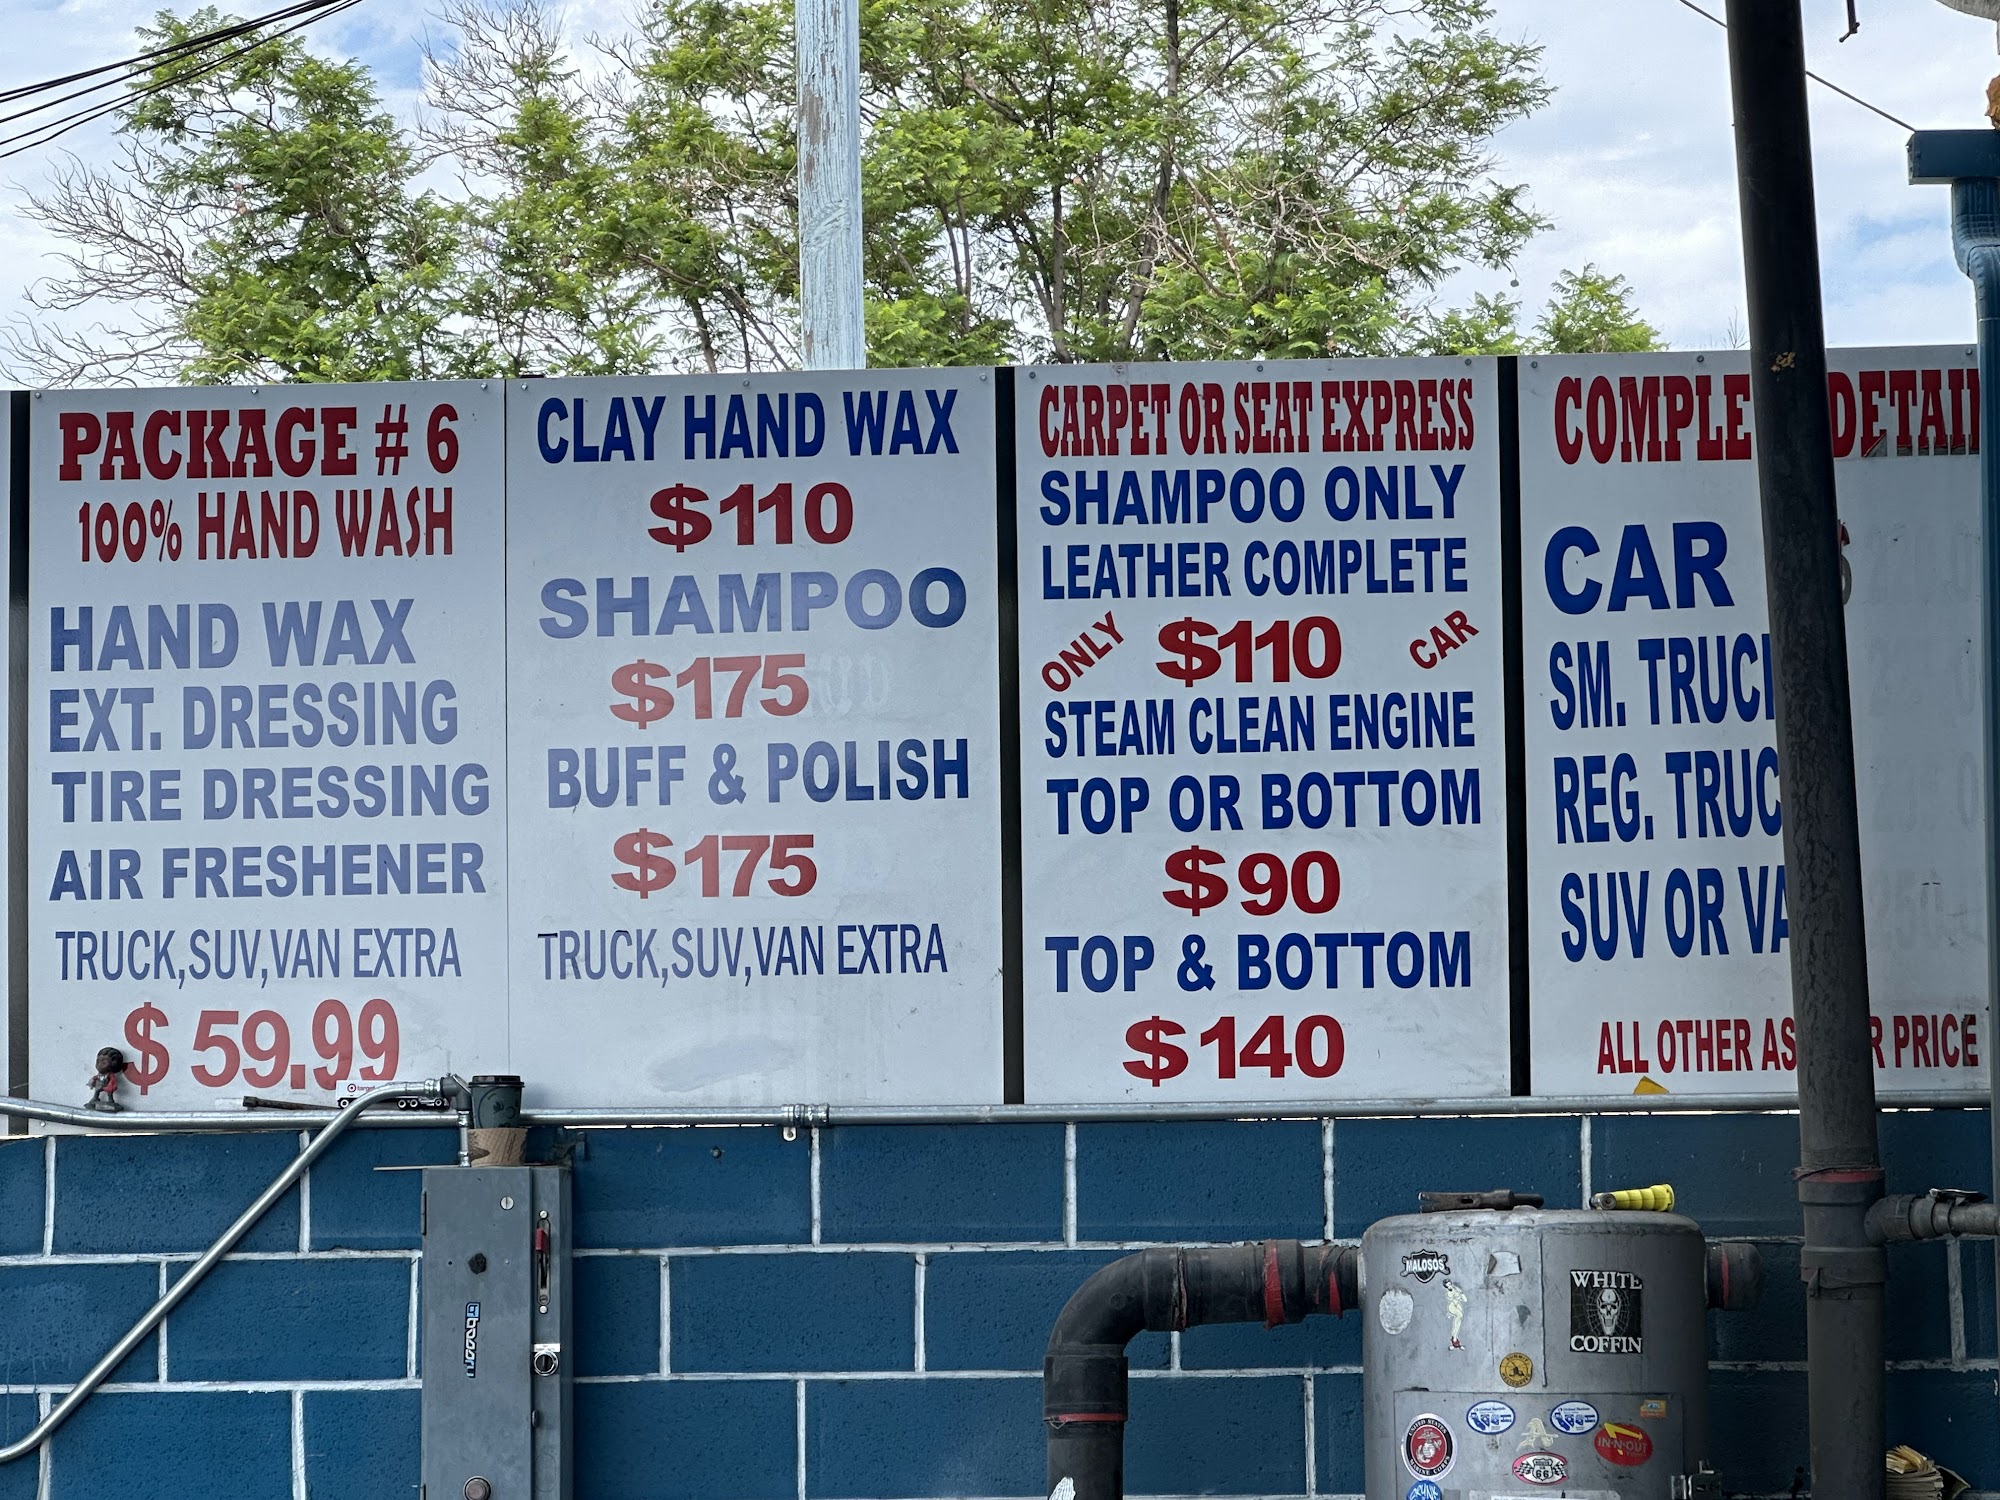 PACKAGE # 6
100% HAND WASH
HAND WAX
EXT. DRESSING
TIRE DRESSING
AIR FRESHENER
TRUCK,SUV,VAN EXTRA
$ 59.99
CLAY HAND WAX
$110
SHAMPOO
$175
BUFF & POLISH
$175
TRUCK,SUV,VAN EXTRA
CARPET OR SEAT EXPRESS
SHAMPOO ONLY
LEATHER COMPLETE
ONLY $110 CAR
STEAM CLEAN ENGINE
TOP OR BOTTOM
$90
TOP & BOTTOM
$140
COMPLE DETAI
CAR
SM. TRUC
REG. TRUC
SUV OR VA
ALL OTHER AS R PRICE
MALOSOS
WHITE
COFFIN
IN-N-OUT
66